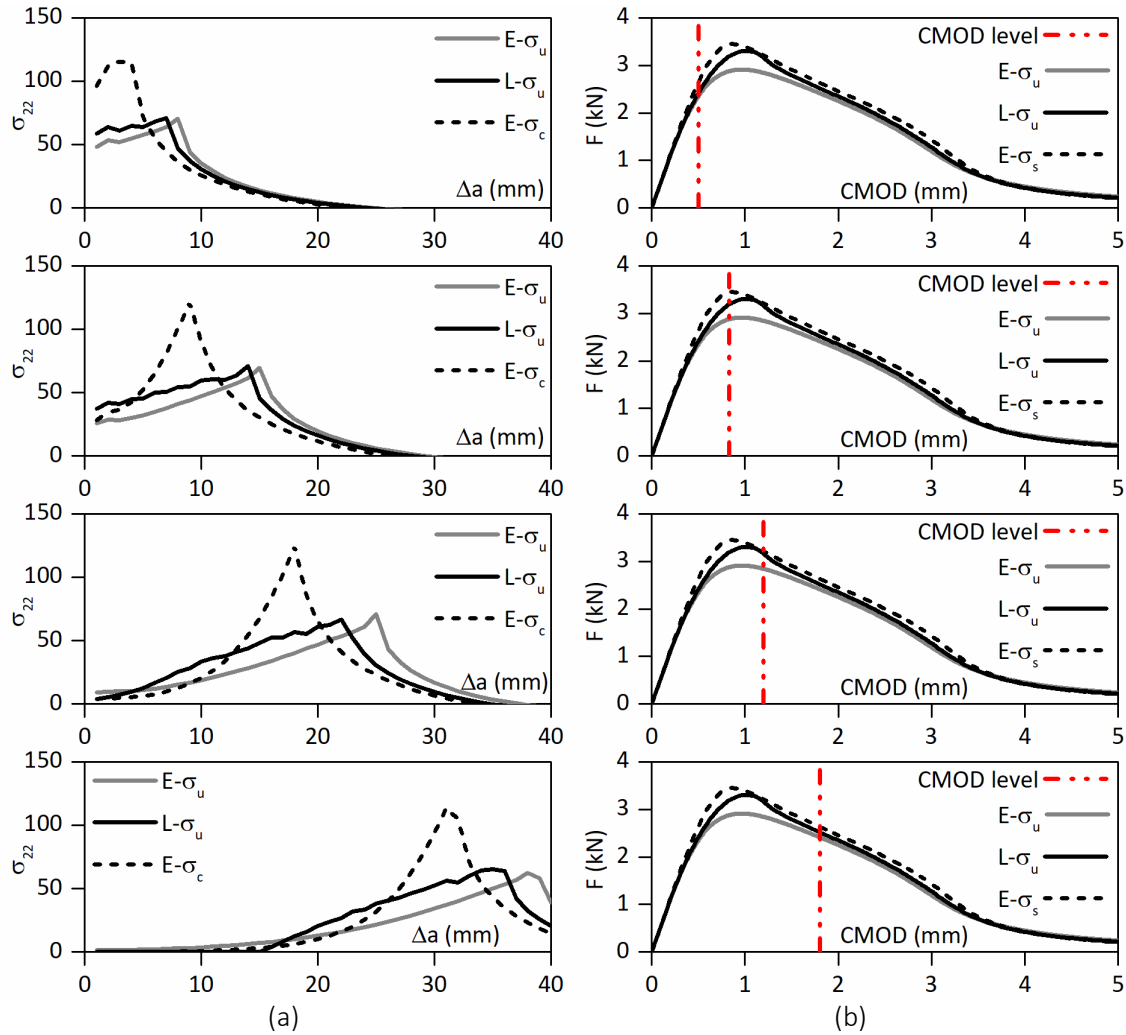 150
100
50
0
σ22
E-σu
L-σu
E-σc
Δa (mm)
0 10 20 30 40
4
3
2
1
0
F (kN)
CMOD level
E-σu
L-σu
E-σs
CMOD (mm)
0 1 2 3 4 5
150
100
50
0
σ22
E-σu
L-σu
E-σc
Δa (mm)
0 10 20 30 40
4
3
2
1
0
F (kN)
CMOD level
E-σu
L-σu
E-σs
CMOD (mm)
0 1 2 3 4 5
150
100
50
0
σ22
E-σu
L-σu
E-σc
Δa (mm)
0 10 20 30 40
4
3
2
1
0
F (kN)
CMOD level
E-σu
L-σu
E-σs
CMOD (mm)
0 1 2 3 4 5
150
100
50
0
σ22
E-σu
L-σu
E-σc
Δa (mm)
0 10 20 30 40
(a)
4
3
2
1
0
F (kN)
CMOD level
E-σu
L-σu
E-σs
CMOD (mm)
0 1 2 3 4 5
(b)